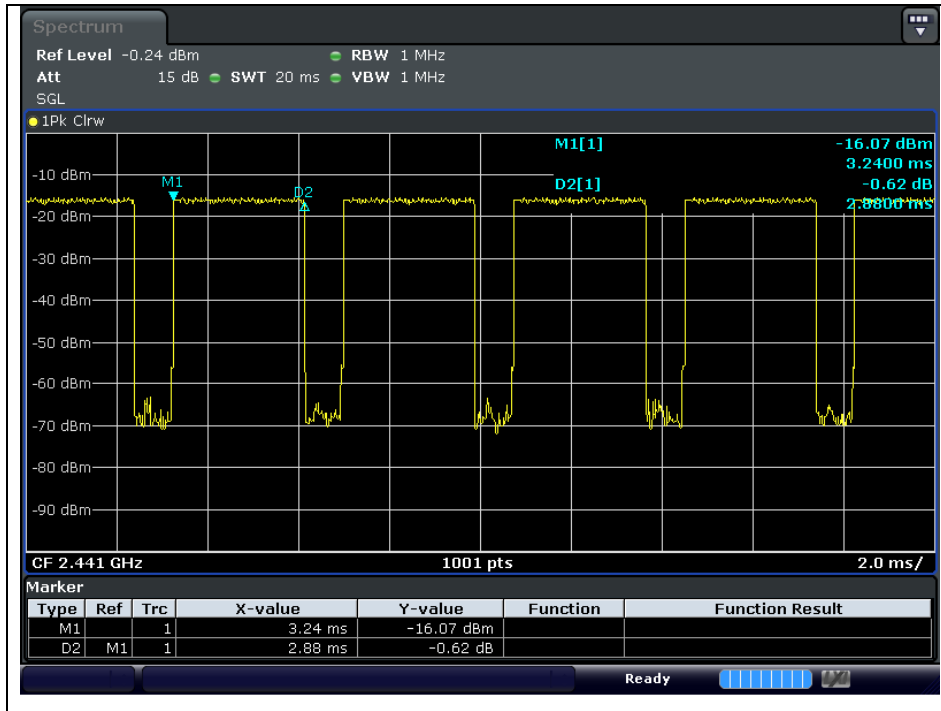 Spectrum
Ref Level -0.24 dBm RBW 1 MHz
Att 15 dB SWT 20 ms VBW 1 MHz
SGL
1Pk Clrw
M1[1] -16.07 dBm
3.2400 ms
D2[1] -0.62 dB
2.8800 ms
-10 dBm
M1
D2
-20 dBm
-30 dBm
-40 dBm
-50 dBm
-60 dBm
-70 dBm
-80 dBm
-90 dBm
CF 2.441 GHz 1001 pts 2.0 ms/
Marker
Type Ref Trc X-value Y-value Function Function Result
M1 1 3.24 ms -16.07 dBm
D2 M1 1 2.88 ms -0.62 dB
Ready